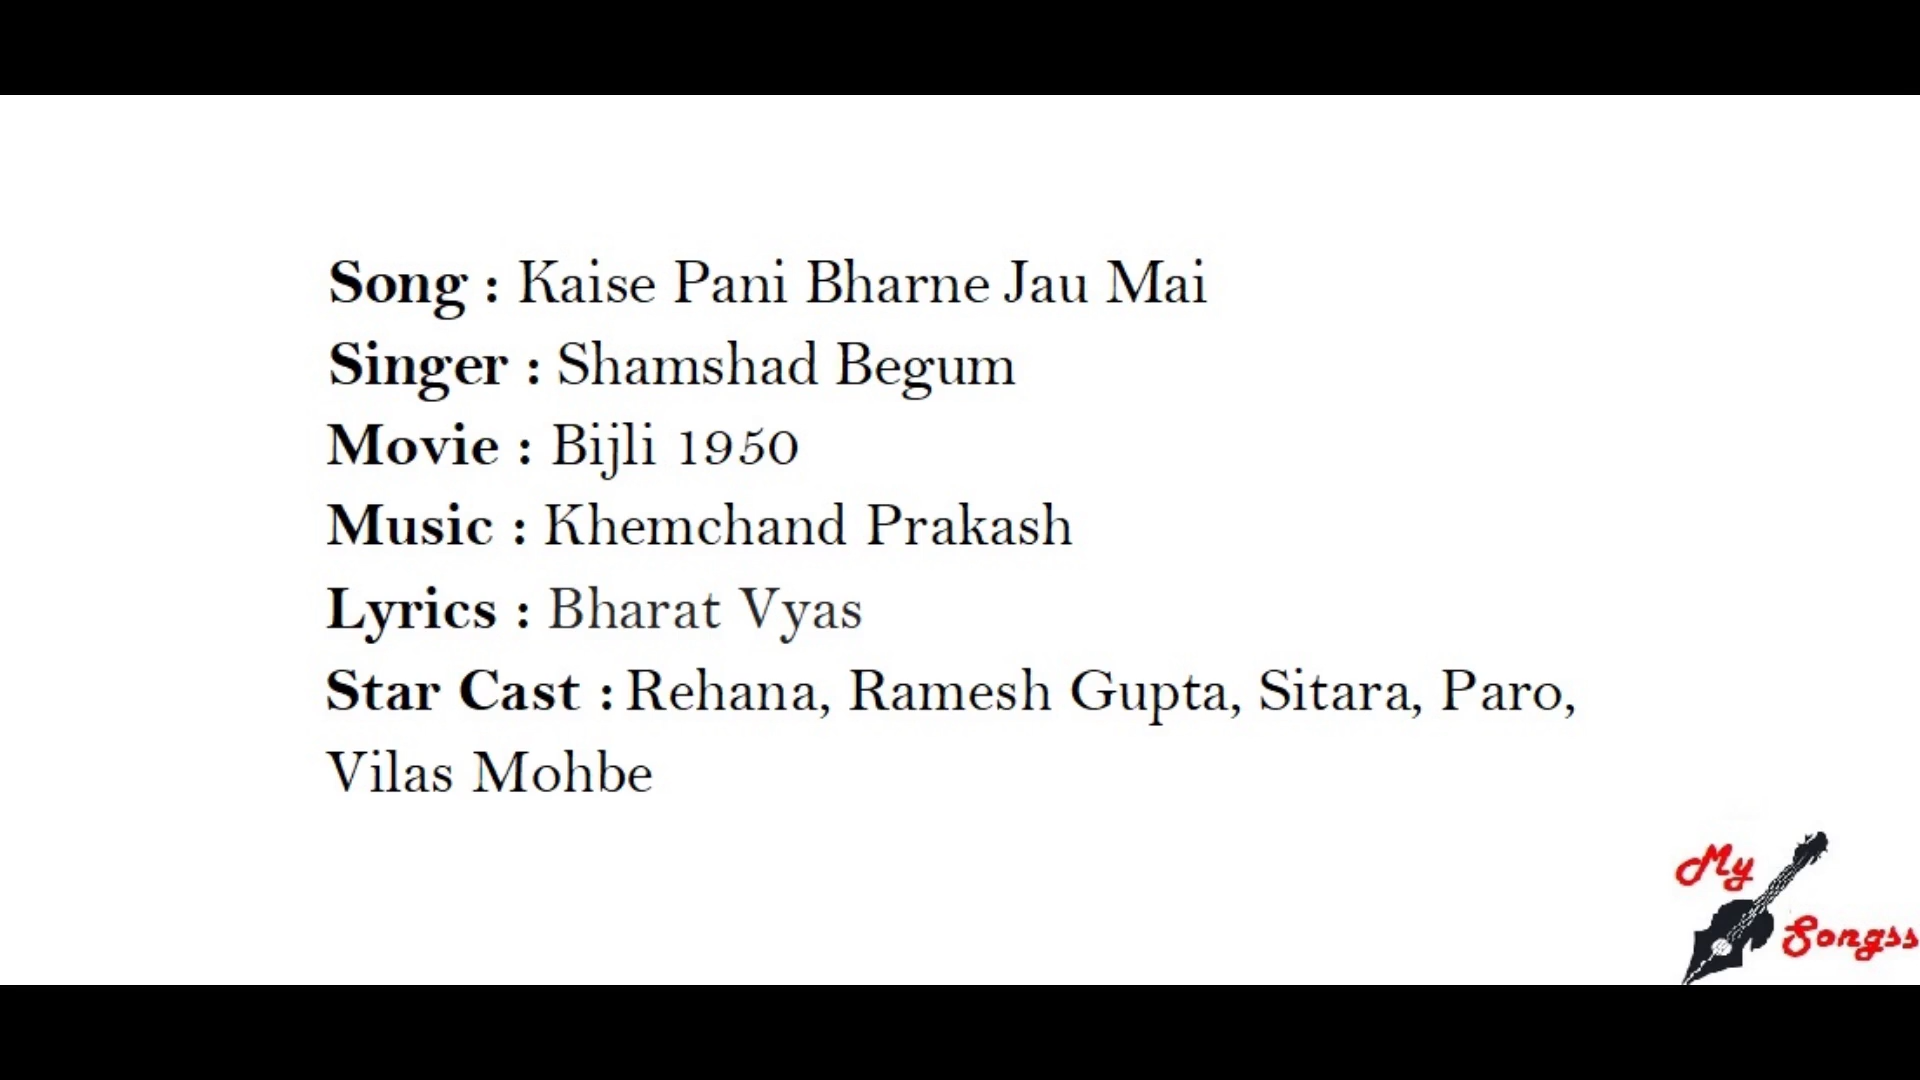 Song : Kaise Pani Bharne Jau Mai
Singer : Shamshad Begum
Movie : Bijli 1950
Music : Khemchand Prakash
Lyrics : Bharat Vyas
Star Cast : Rehana, Ramesh Gupta, Sitara, Paro,
Vilas Mohbe
My
Songss